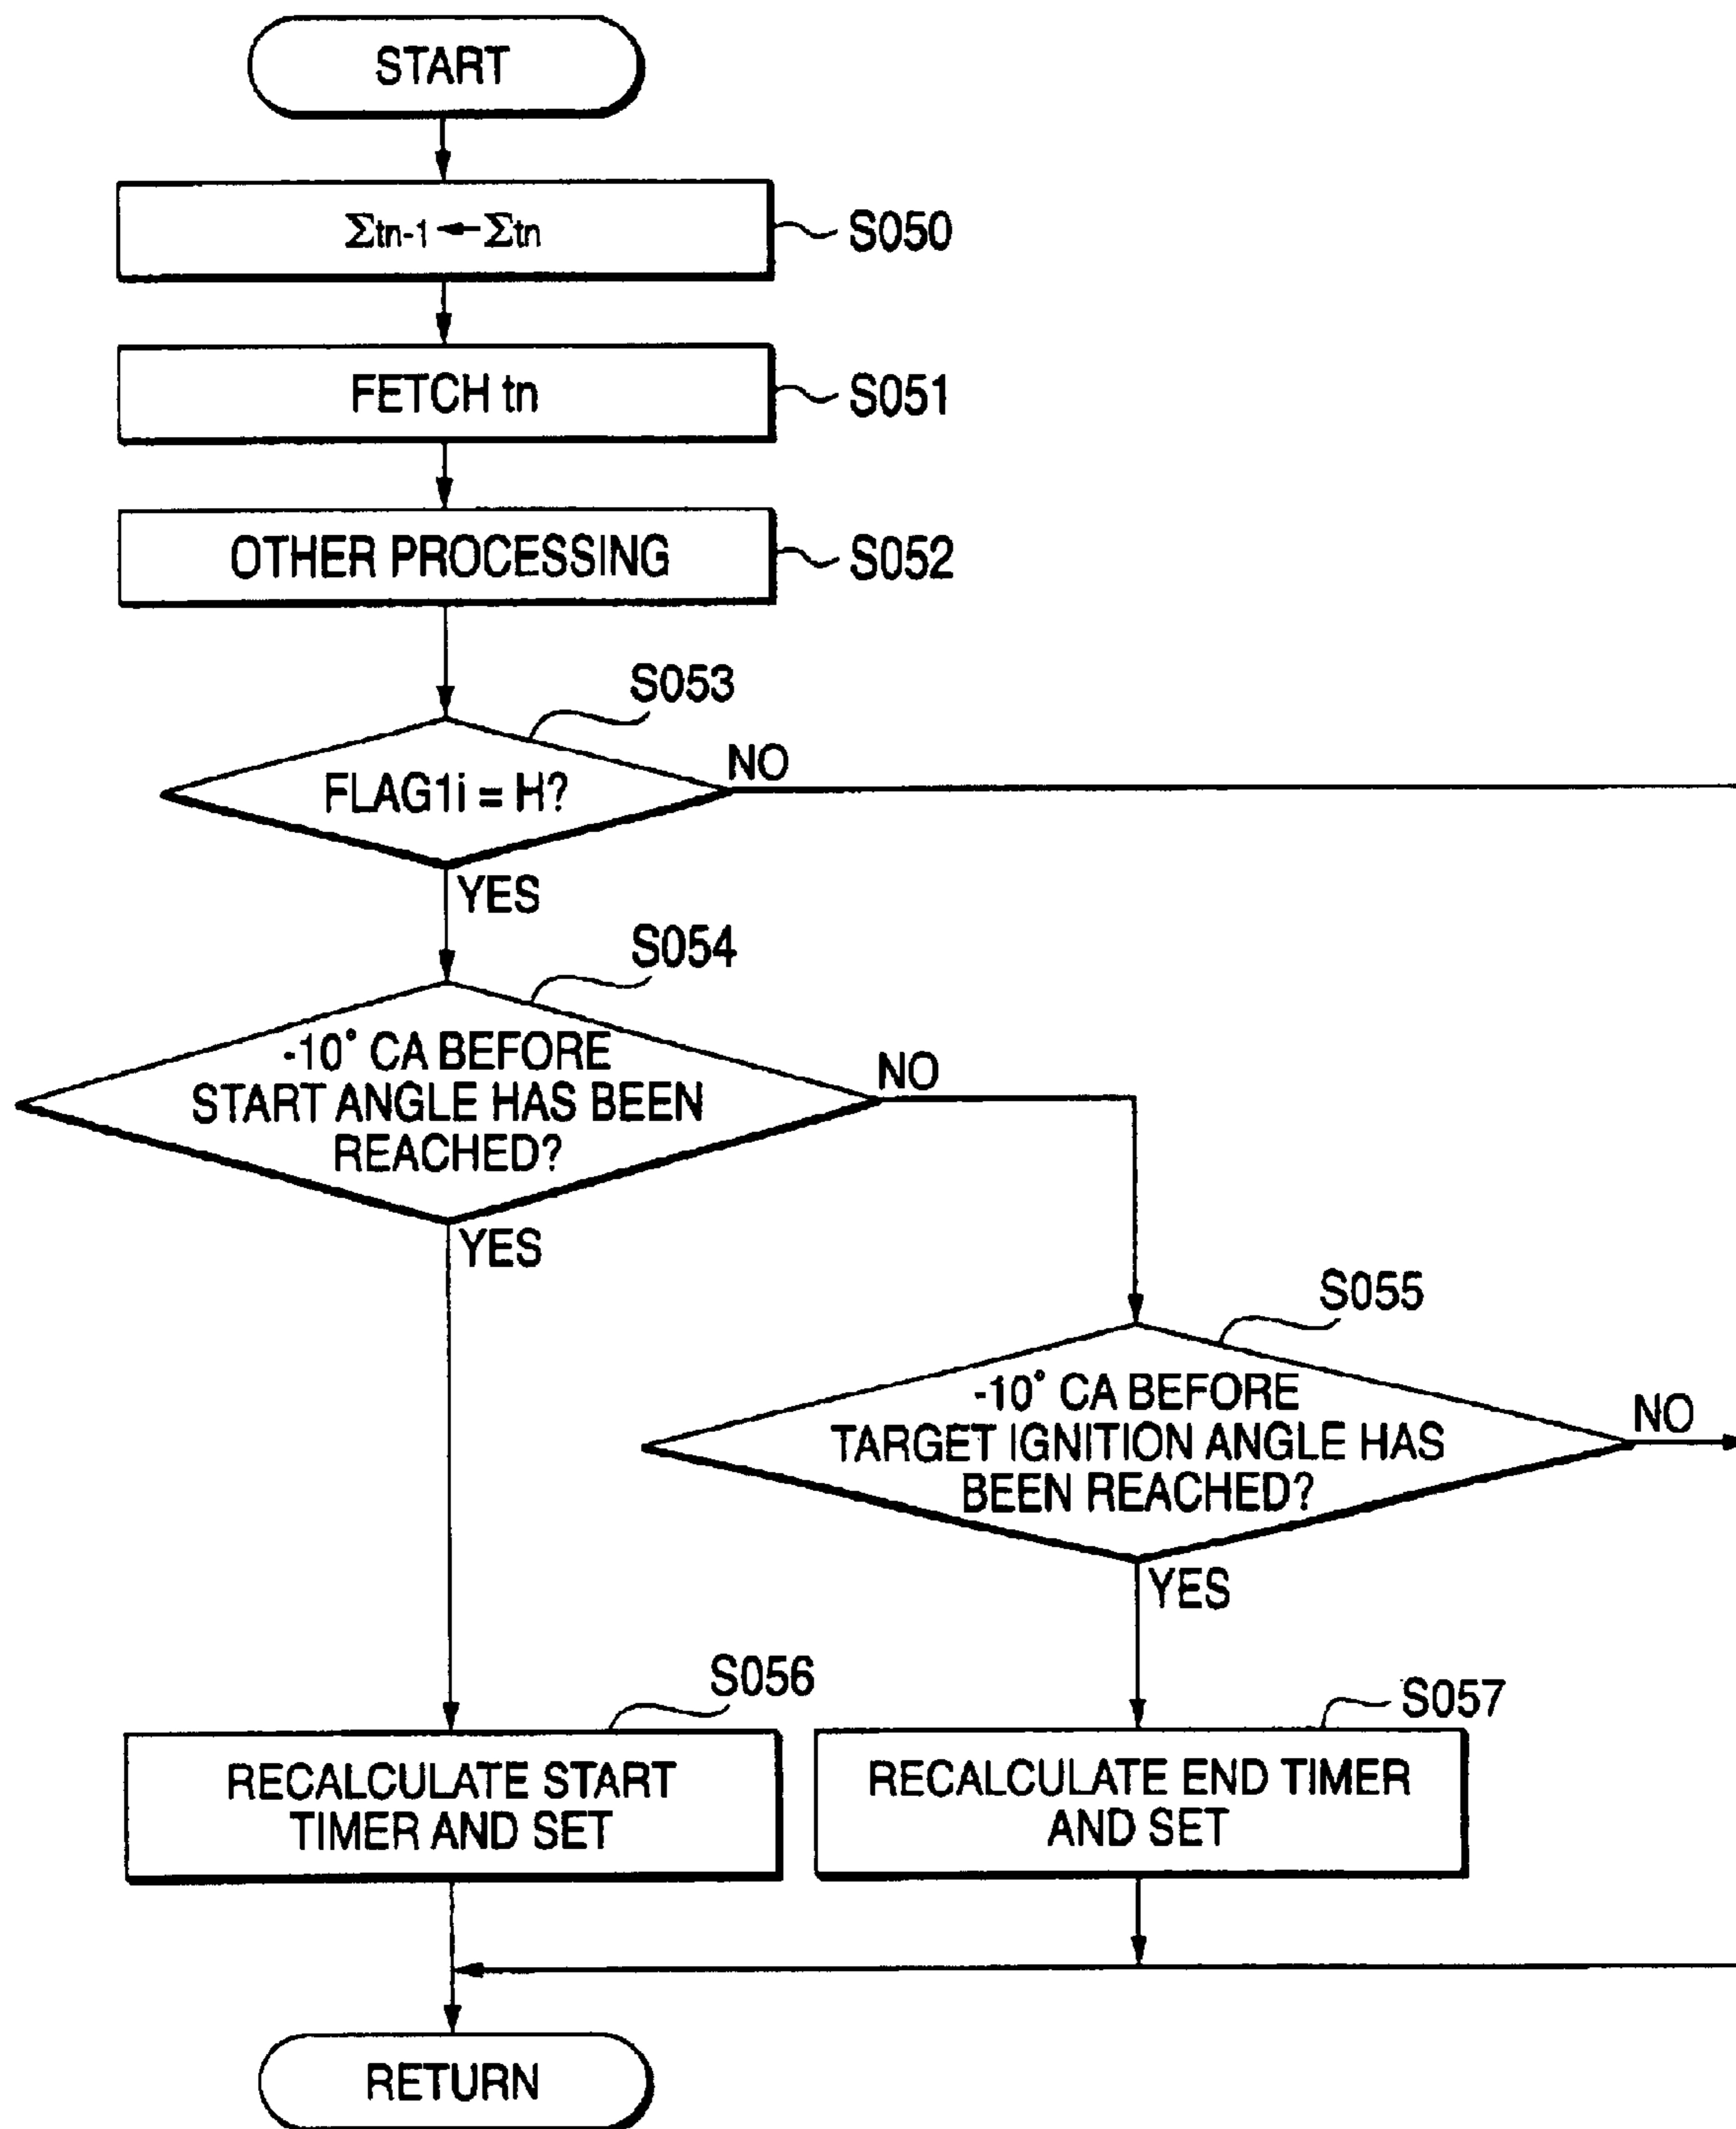 START
Σtn-1 ← Σtn
S050
FETCH tn
S051
OTHER PROCESSING
S052
S053
FLAG1i = H?
NO
YES
S054
-10° CA BEFORE
START ANGLE HAS BEEN
REACHED?
NO
YES
S055
-10° CA BEFORE
TARGET IGNITION ANGLE HAS
BEEN REACHED?
NO
YES
S056
RECALCULATE START
TIMER AND SET
S057
RECALCULATE END TIMER
AND SET
RETURN